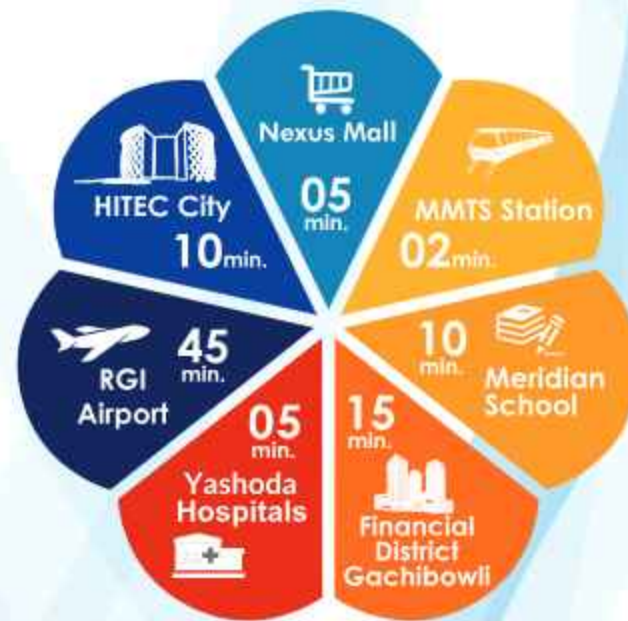 Nexus Mall
05
min.
MMTS Station
02min.
10
min.
Meridian
School
15
min.
Financial
District
Gachibowli
05
min.
Yashoda
Hospitals
45
min.
RGI
Airport
HITEC City
10min.